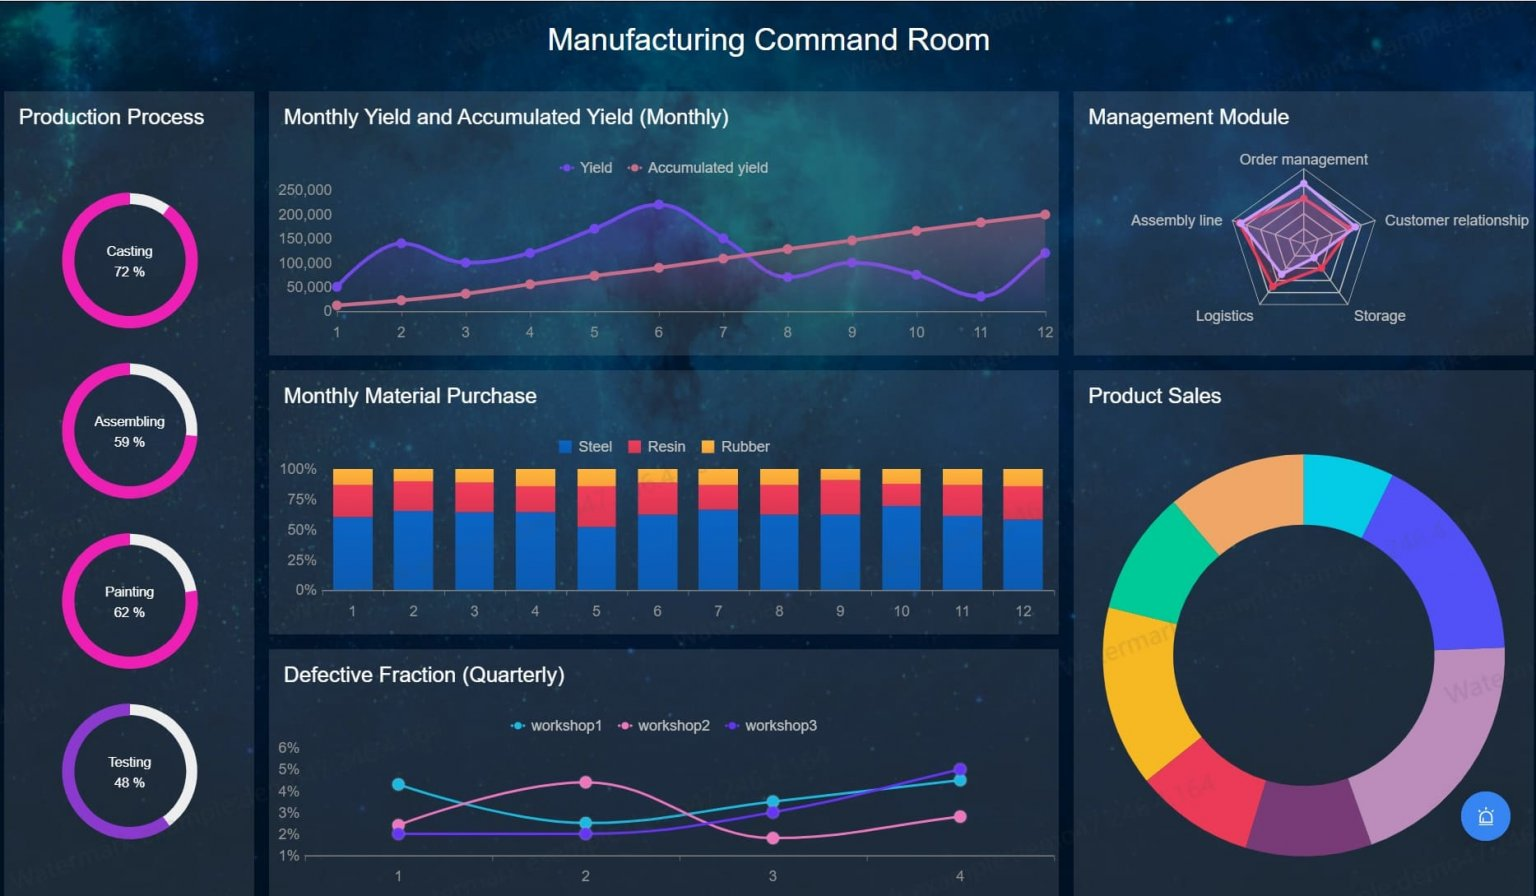 Manufacturing Command Room
Production Process
Casting
72 %
Assembling
59 %
Painting
62 %
Testing
48 %
Monthly Yield and Accumulated Yield (Monthly)
Yield Accumulated yield
250,000
200,000
150,000
100,000
50,000
0
1 2 3 4 5 6 7 8 9 10 11 12
Monthly Material Purchase
Steel Resin Rubber
100%
75%
50%
25%
0%
1 2 3 4 5 6 7 8 9 10 11 12
Defective Fraction (Quarterly)
workshop1 workshop2 workshop3
6%
5%
4%
3%
2%
1%
1 2 3 4
Management Module
Order management
Assembly line Customer relationship
Logistics Storage
Product Sales